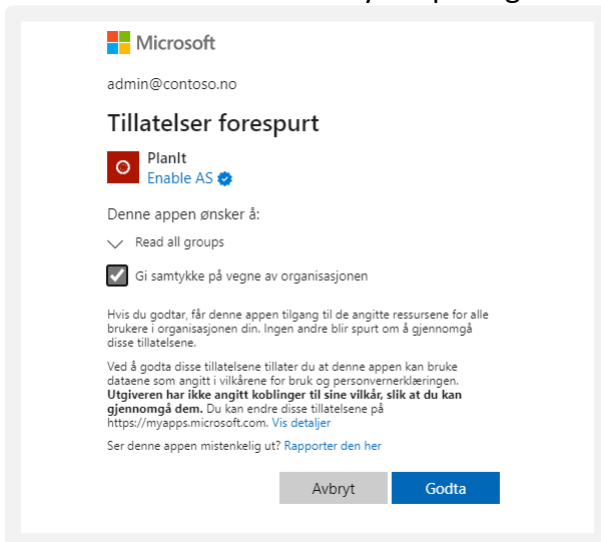 Microsoft
admin@contoso.no
Tillatelser forespurt
PlanIt
Enable AS
Denne appen ønsker å:
Read all groups
Gi samtykke på vegne av organisasjonen
Hvis du godtar, får denne appen tilgang til de angitte ressursene for alle
brukere i organisasjonen din. Ingen andre blir spurt om å gjennomgå
disse tillatelsene.
Ved å godta disse tillatelsene tillater du at denne appen kan bruke
dataene som angitt i vilkårene for bruk og personvernerklæringen.
Utgiveren har ikke angitt koblinger til sine vilkår, slik at du kan
gjennomgå dem. Du kan endre disse tillatelsene på
https://myapps.microsoft.com. Vis detaljer
Ser denne appen mistenkelig ut? Rapporter den her
Avbryt
Godta